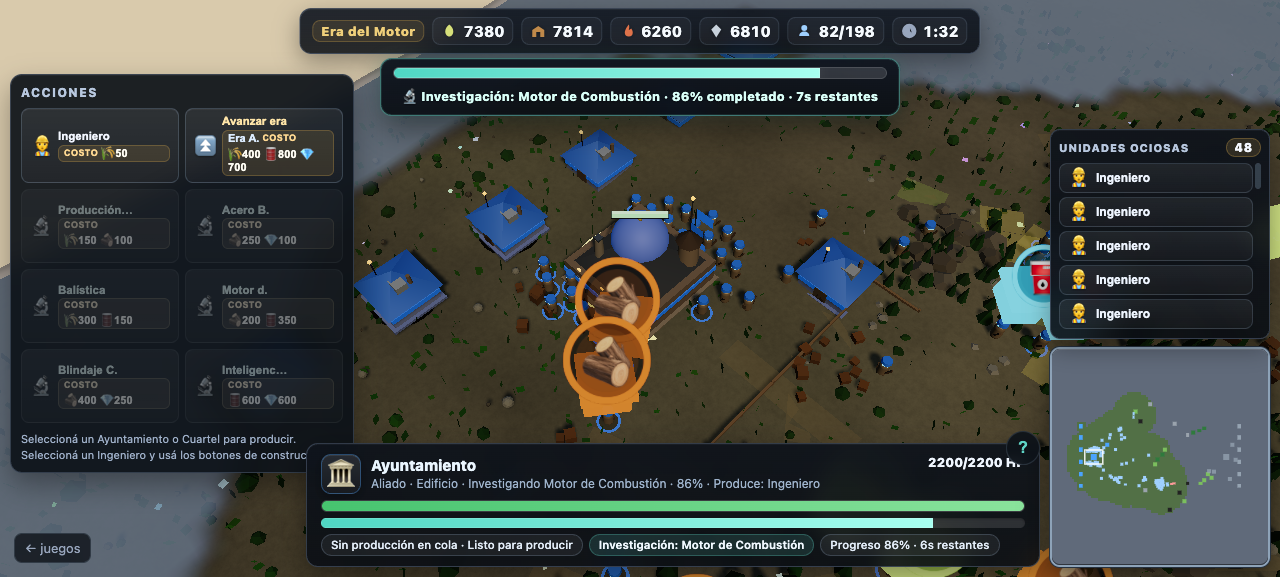 Era del Motor
7380
7814
6260
6810
82/198
1:32
Investigación: Motor de Combustión · 86% completado · 7s restantes
ACCIONES
Ingeniero
COSTO 50
Avanzar era
Era A. COSTO
400 800
700
Producción...
COSTO
150 100
Acero B.
COSTO
250 100
Balística
COSTO
300 150
Motor d.
COSTO
200 350
Blindaje C.
COSTO
400 250
Inteligenc...
COSTO
600 600
Seleccioná un Ayuntamiento o Cuartel para producir.
Seleccioná un Ingeniero y usá los botones de construc
UNIDADES OCIOSAS 48
Ingeniero
Ingeniero
Ingeniero
Ingeniero
Ingeniero
Ayuntamiento
2200/2200
?
Aliado · Edificio · Investigando Motor de Combustión · 86% · Produce: Ingeniero
Sin producción en cola · Listo para producir
Investigación: Motor de Combustión
Progreso 86% · 6s restantes
← juegos